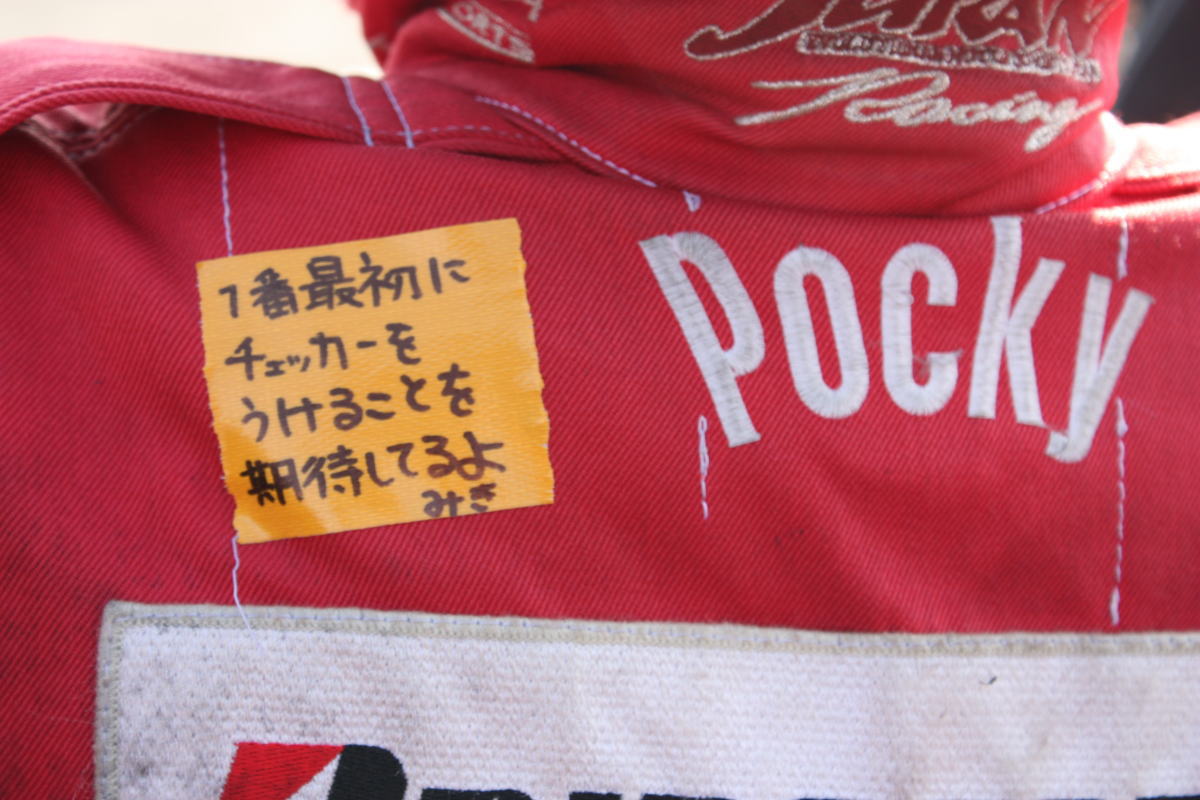 JURAN
Racing
1番最初に
チェッカーを
うけることを
期待してるよ
みき
pocky